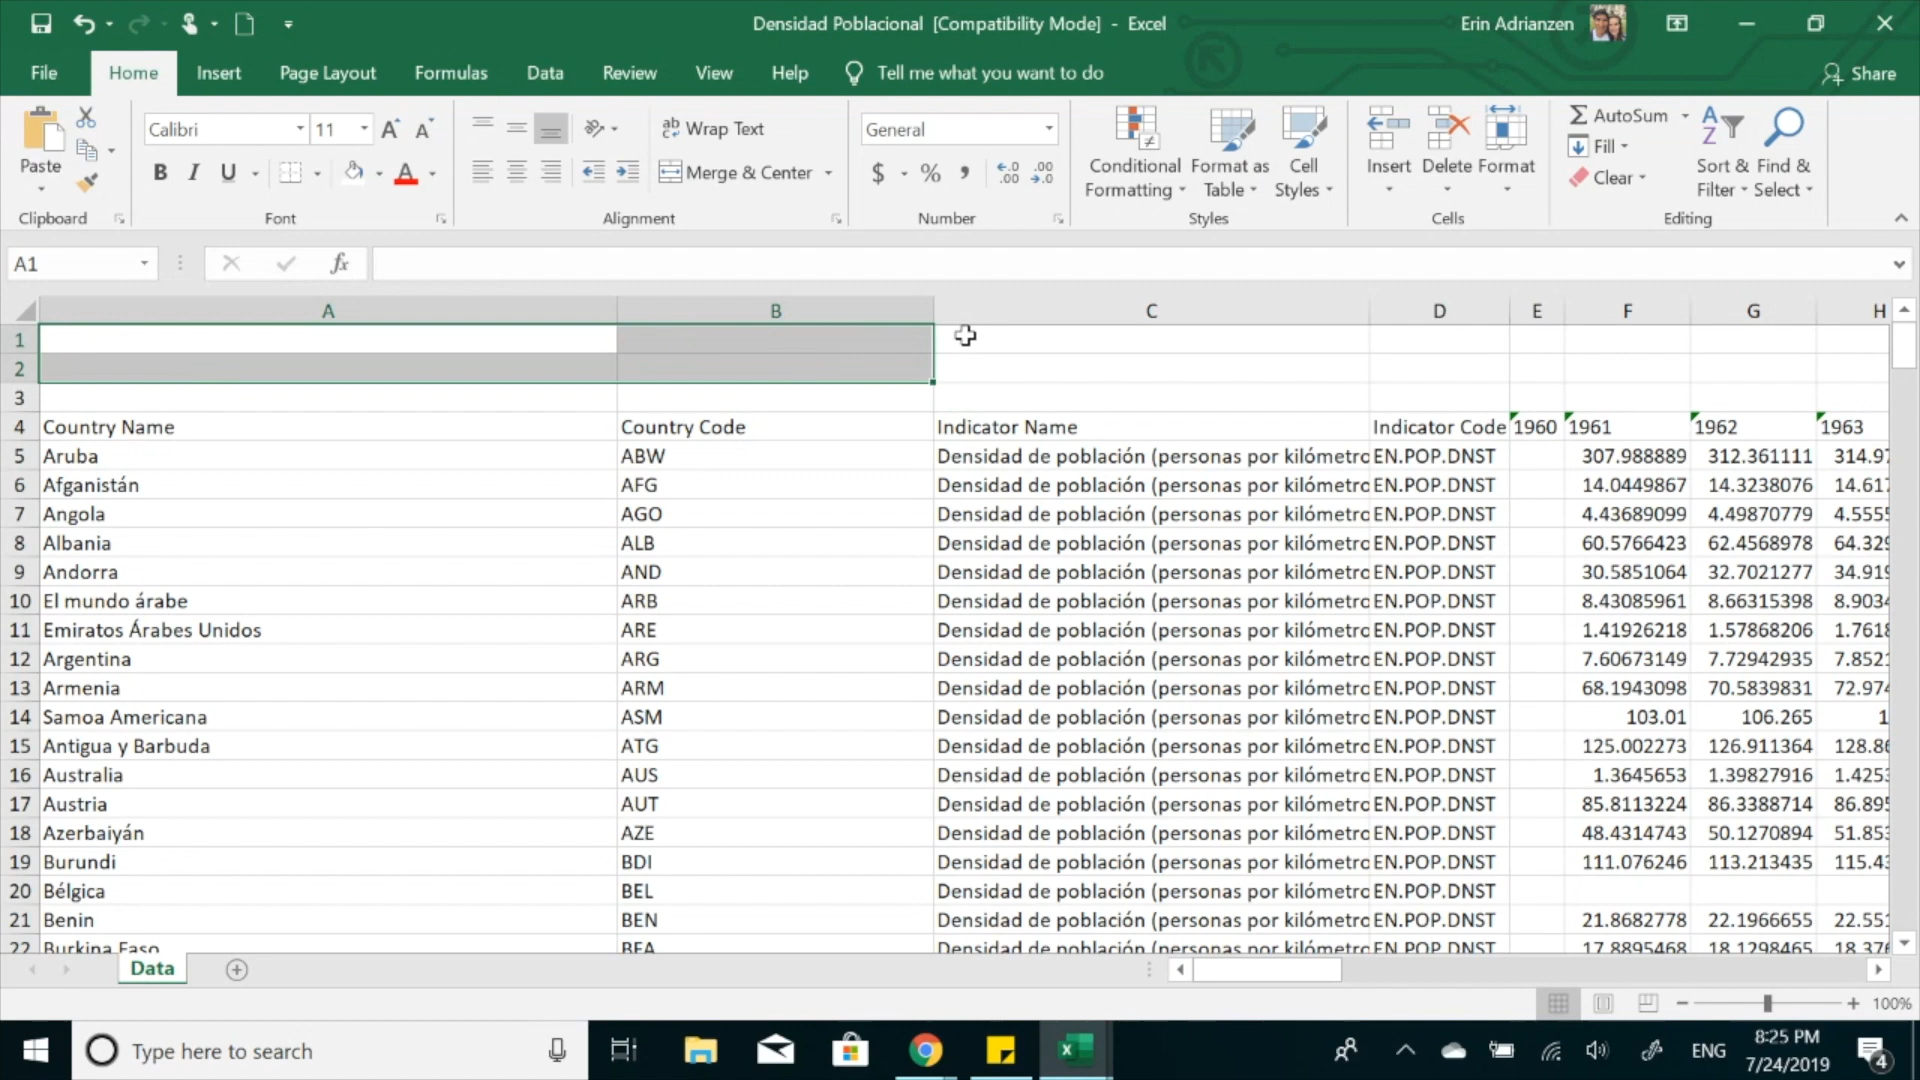 Densidad Poblacional [Compatibility Mode] - Excel
Erin Adrianzen
File Home Insert Page Layout Formulas Data Review View Help Tell me what you want to do Share
Paste
Clipboard
Calibri 11 A A
B I U A
Font
ab Wrap Text
Merge & Center
Alignment
General
$ % , .0 .00 .00 .0
Number
Conditional Formatting
Format as Table
Cell Styles
Styles
Insert Delete Format
Cells
AutoSum
Fill
Clear
Sort & Filter
Find & Select
Editing
A1 fx
A B C D E F G H
1
2
3
4 Country Name Country Code Indicator Name Indicator Code 1960 1961 1962 1963
5 Aruba ABW Densidad de población (personas por kilómetro EN.POP.DNST 307.988889 312.361111 314.97
6 Afganistán AFG Densidad de población (personas por kilómetro EN.POP.DNST 14.0449867 14.3238076 14.617
7 Angola AGO Densidad de población (personas por kilómetro EN.POP.DNST 4.43689099 4.49870779 4.5555
8 Albania ALB Densidad de población (personas por kilómetro EN.POP.DNST 60.5766423 62.4568978 64.329
9 Andorra AND Densidad de población (personas por kilómetro EN.POP.DNST 30.5851064 32.7021277 34.919
10 El mundo árabe ARB Densidad de población (personas por kilómetro EN.POP.DNST 8.43085961 8.66315398 8.9034
11 Emiratos Árabes Unidos ARE Densidad de población (personas por kilómetro EN.POP.DNST 1.41926218 1.57868206 1.7618
12 Argentina ARG Densidad de población (personas por kilómetro EN.POP.DNST 7.60673149 7.72942935 7.8521
13 Armenia ARM Densidad de población (personas por kilómetro EN.POP.DNST 68.1943098 70.5839831 72.974
14 Samoa Americana ASM Densidad de población (personas por kilómetro EN.POP.DNST 103.01 106.265 1
15 Antigua y Barbuda ATG Densidad de población (personas por kilómetro EN.POP.DNST 125.002273 126.911364 128.86
16 Australia AUS Densidad de población (personas por kilómetro EN.POP.DNST 1.3645653 1.39827916 1.4253
17 Austria AUT Densidad de población (personas por kilómetro EN.POP.DNST 85.8113224 86.3388714 86.895
18 Azerbaiyán AZE Densidad de población (personas por kilómetro EN.POP.DNST 48.4314743 50.1270894 51.853
19 Burundi BDI Densidad de población (personas por kilómetro EN.POP.DNST 111.076246 113.213435 115.43
20 Bélgica BEL Densidad de población (personas por kilómetro EN.POP.DNST
21 Benin BEN Densidad de población (personas por kilómetro EN.POP.DNST 21.8682778 22.1966655 22.551
22 Burkina Faso BFA Densidad de población (personas por kilómetro EN.POP.DNST 17.8895468 18.1298465 18.376
Data
100%
Type here to search
ENG
8:25 PM
7/24/2019
4